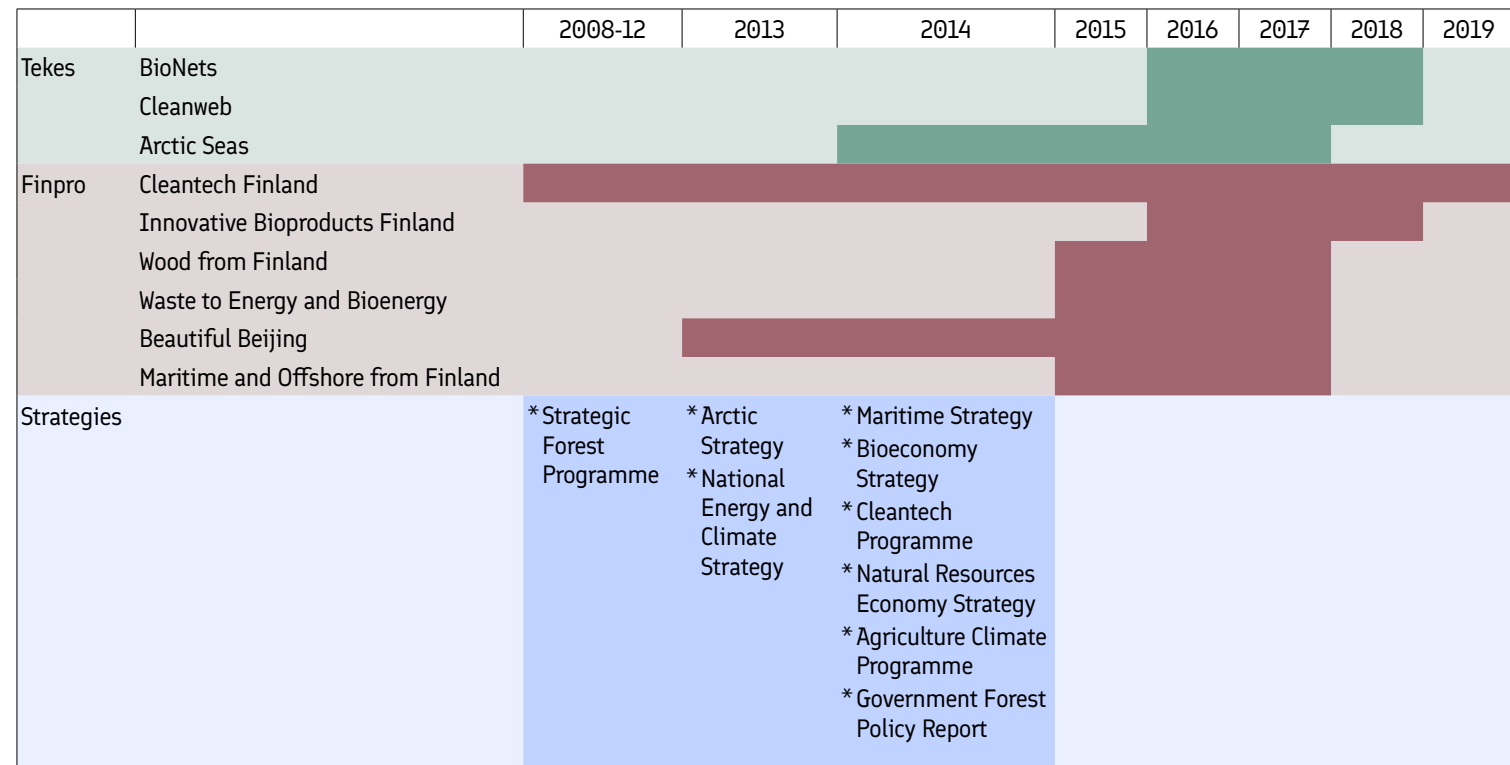 2008-12 2013 2014 2015 2016 2017 2018 2019
Tekes BioNets
Cleanweb
Arctic Seas
Finpro Cleantech Finland
Innovative Bioproducts Finland
Wood from Finland
Waste to Energy and Bioenergy
Beautiful Beijing
Maritime and Offshore from Finland
Strategies
* Strategic
Forest
Programme
* Arctic
Strategy
* National
Energy and
Climate
Strategy
* Maritime Strategy
* Bioeconomy
Strategy
* Cleantech
Programme
* Natural Resources
Economy Strategy
* Agriculture Climate
Programme
* Government Forest
Policy Report